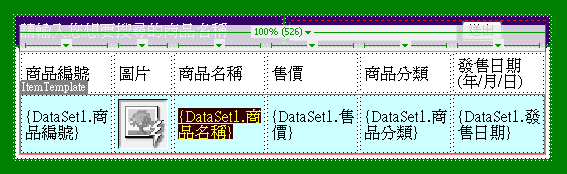 請輸入您想要搜尋的商品名稱 送出
100% (526)
商品編號 圖片 商品名稱 售價 商品分類 發售日期
(年/月/日)
ItemTemplate
{DataSet1.商品編號} {DataSet1.商品名稱} {DataSet1.售價} {DataSet1.商品分類} {DataSet1.發售日期}